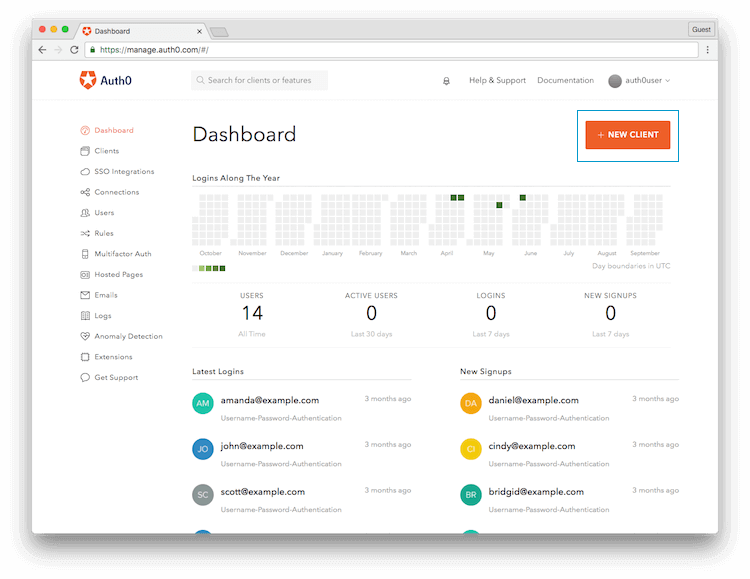 Dashboard
Guest
https://manage.auth0.com/#/
Auth0
Search for clients or features
Help & Support
Documentation
auth0user
Dashboard
Clients
SSO Integrations
Connections
Users
Rules
Multifactor Auth
Hosted Pages
Emails
Logs
Anomaly Detection
Extensions
Get Support
Dashboard
+ NEW CLIENT
Logins Along The Year
October November December January February March April May June July August September
Day boundaries in UTC
USERS ACTIVE USERS LOGINS NEW SIGNUPS
14 0 0 0
All Time Last 30 days Last 7 days Last 7 days
Latest Logins
AM amanda@example.com 3 months ago
Username-Password-Authentication
JO john@example.com 3 months ago
Username-Password-Authentication
SC scott@example.com 3 months ago
Username-Password-Authentication
New Signups
DA daniel@example.com 3 months ago
Username-Password-Authentication
CI cindy@example.com 3 months ago
Username-Password-Authentication
BR bridgid@example.com 3 months ago
Username-Password-Authentication